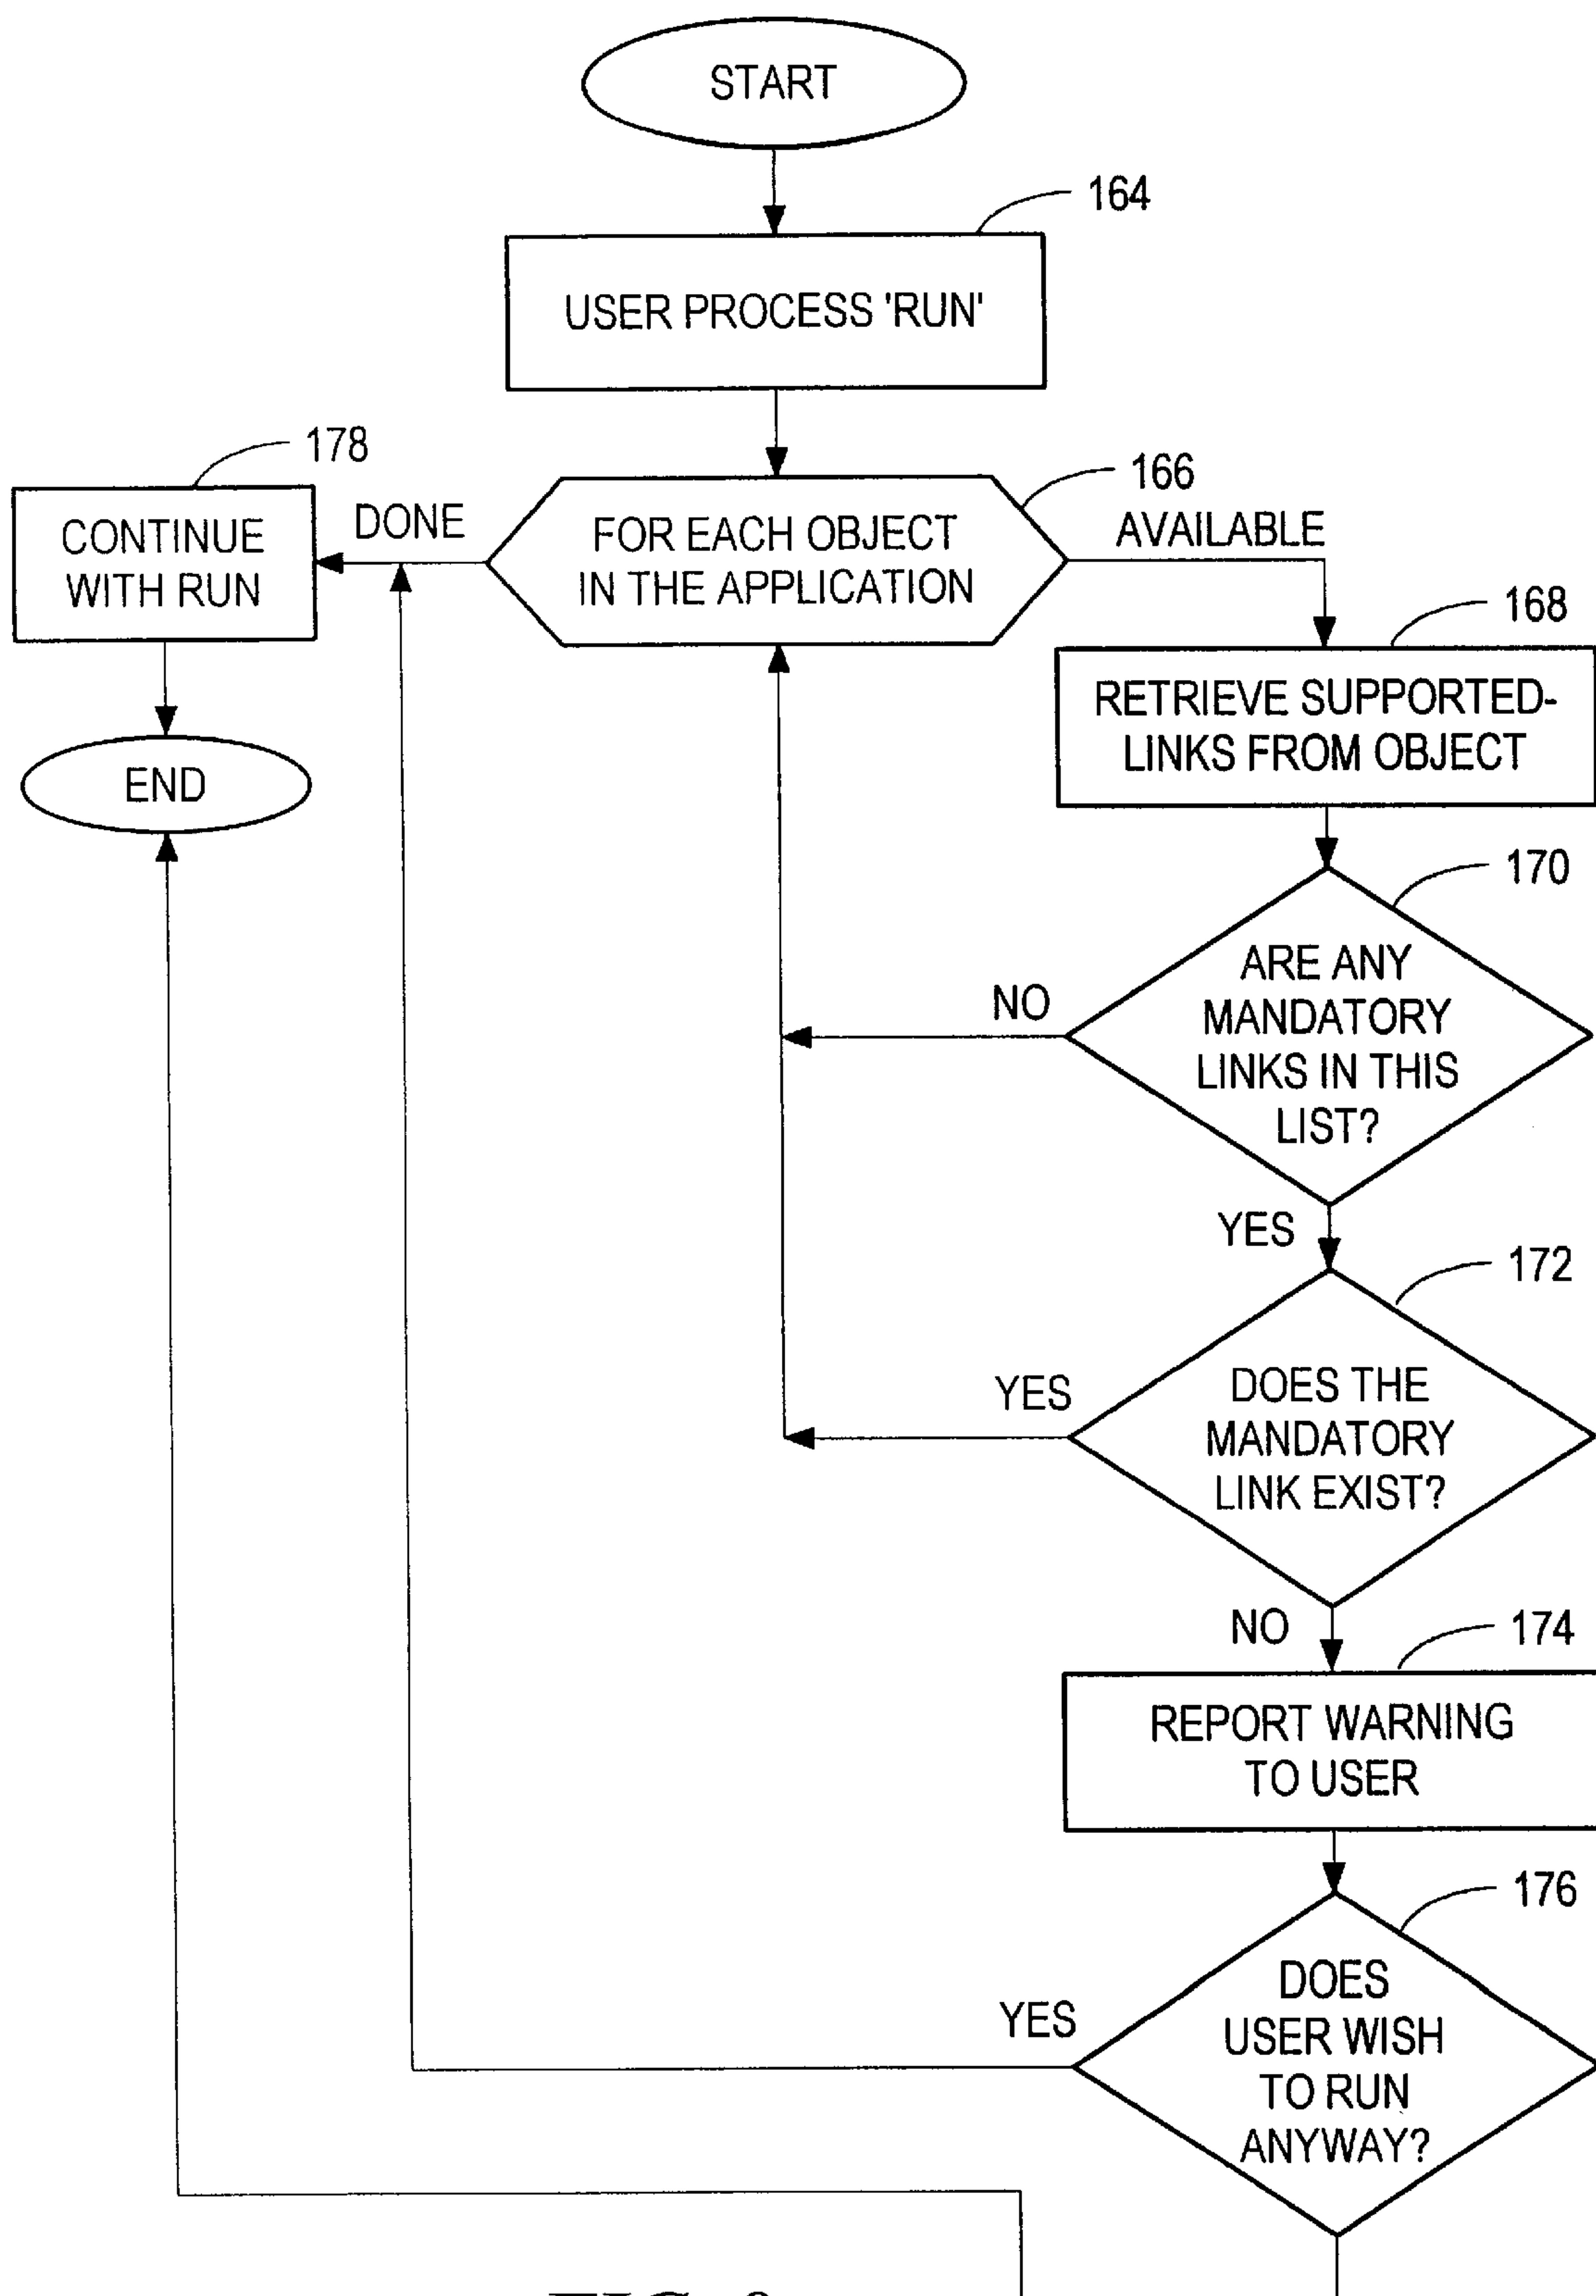 START
164
USER PROCESS 'RUN'
178
166
CONTINUE
WITH RUN
DONE
FOR EACH OBJECT
IN THE APPLICATION
AVAILABLE
168
RETRIEVE SUPPORTED-
LINKS FROM OBJECT
END
170
ARE ANY
MANDATORY
LINKS IN THIS
LIST?
NO
YES
172
DOES THE
MANDATORY
LINK EXIST?
YES
NO
174
REPORT WARNING
TO USER
176
DOES
USER WISH
TO RUN
ANYWAY?
YES